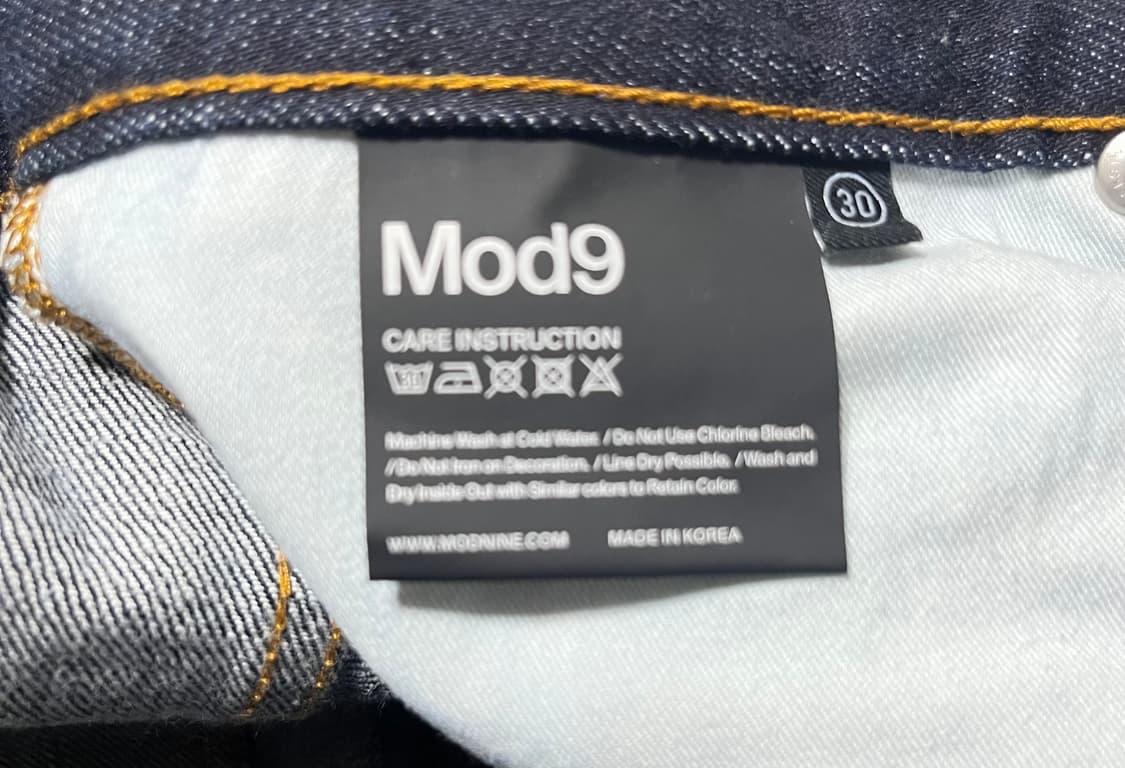 Mod9
30
CARE INSTRUCTION
30
Machine Wash at Cold Water. / Do Not Use Chlorine Bleach.
/ Do Not Iron on Decoration. / Line Dry Possible. / Wash and
Dry Inside Out with Similar colors to Retain Color.
WWW.MODNINE.COM MADE IN KOREA